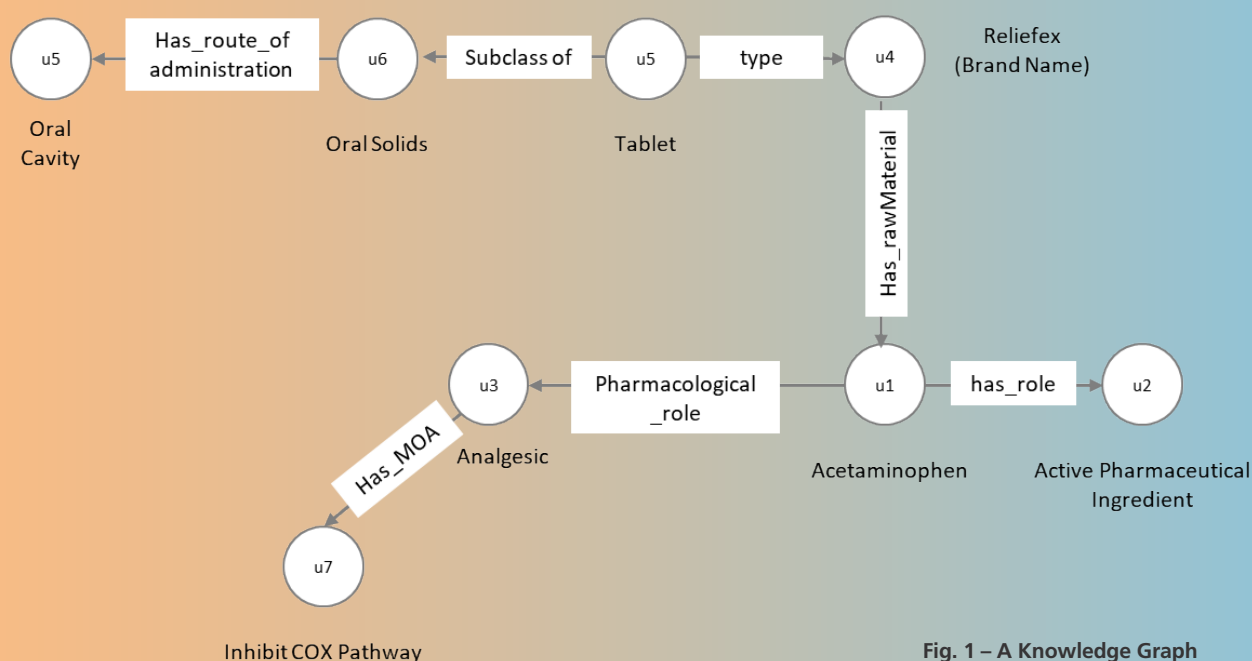 u5
Has_route_of
administration
u6
Subclass of
u5
type
u4
Reliefex
(Brand Name)
Oral
Cavity
Oral Solids
Tablet
Has_rawMaterial
u3
Pharmacological
_role
u1
has_role
u2
Has_MOA
Analgesic
Acetaminophen
Active Pharmaceutical
Ingredient
u7
Inhibit COX Pathway
Fig. 1 – A Knowledge Graph